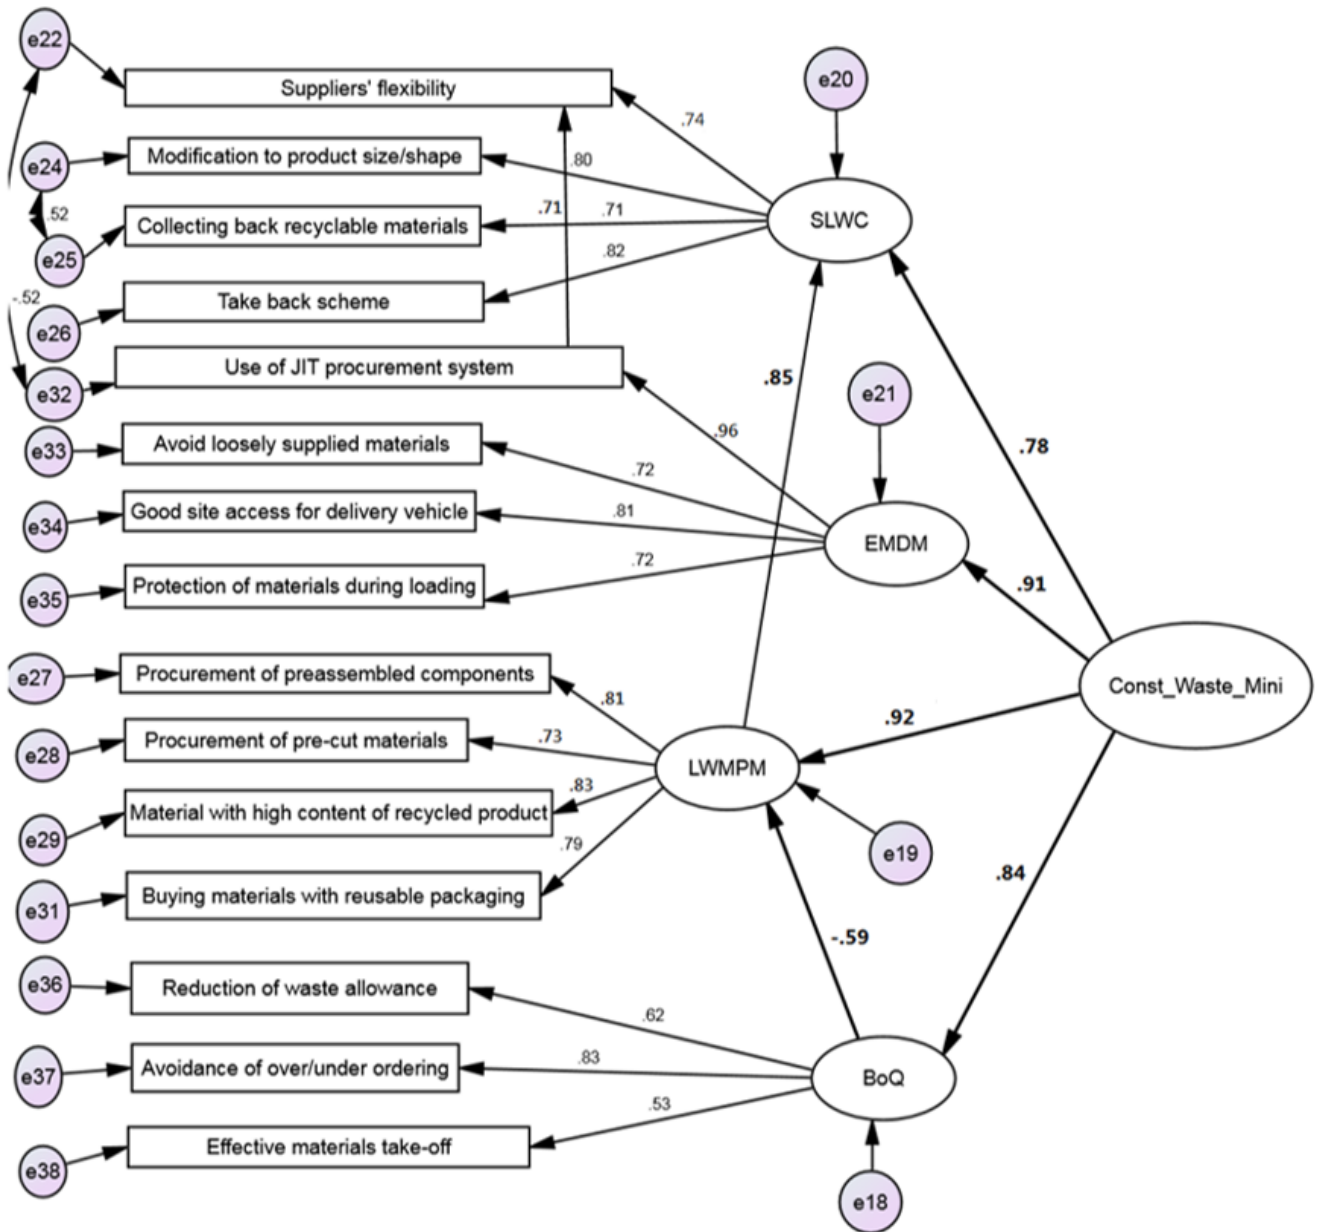 e22
Suppliers' flexibility
e20
.74
e24
Modification to product size/shape
.80
.52
Collecting back recyclable materials
.71
.71
SLWC
e25
.82
-.52
Take back scheme
e26
Use of JIT procurement system
.85
e21
e32
.96
.78
e33
Avoid loosely supplied materials
.72
e34
Good site access for delivery vehicle
.81
EMDM
.72
e35
Protection of materials during loading
.91
e27
Procurement of preassembled components
Const_Waste_Mini
.81
.92
e28
Procurement of pre-cut materials
.73
LWMPM
.83
e29
Material with high content of recycled product
.79
e19
.84
e31
Buying materials with reusable packaging
-.59
e36
Reduction of waste allowance
.62
e37
Avoidance of over/under ordering
.83
BoQ
.53
e38
Effective materials take-off
e18